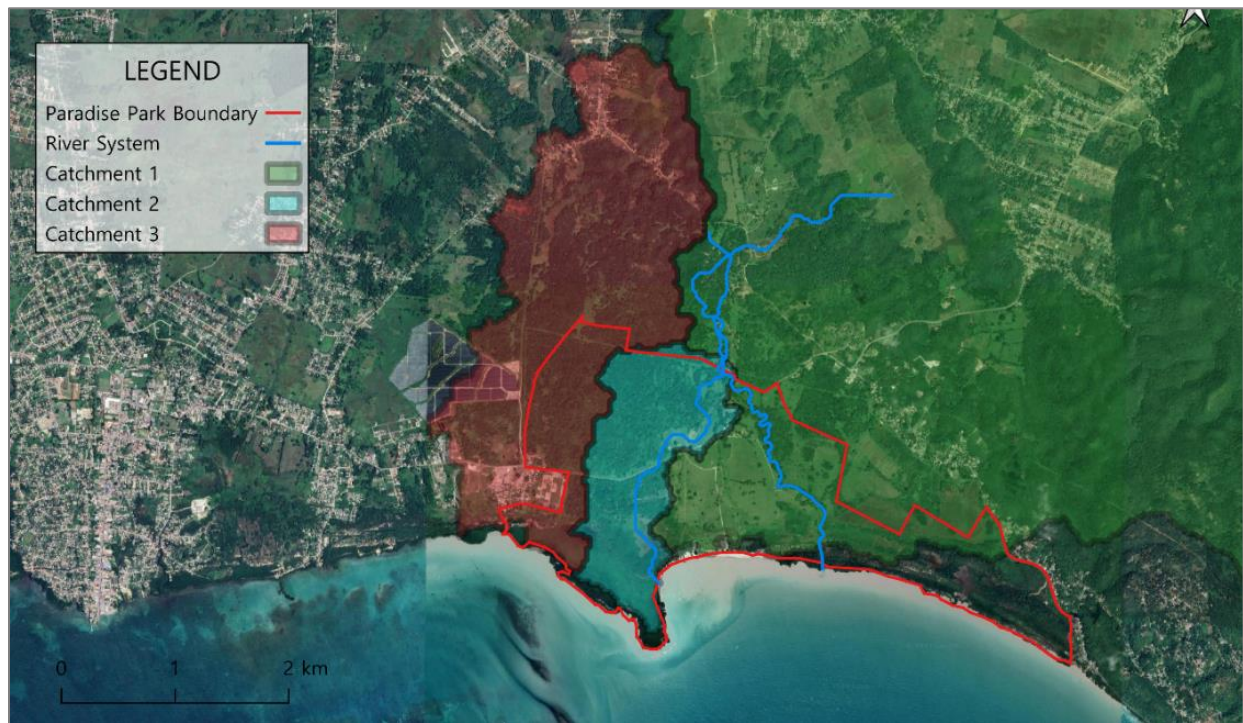 LEGEND
Paradise Park Boundary
River System
Catchment 1
Catchment 2
Catchment 3
0 1 2 km